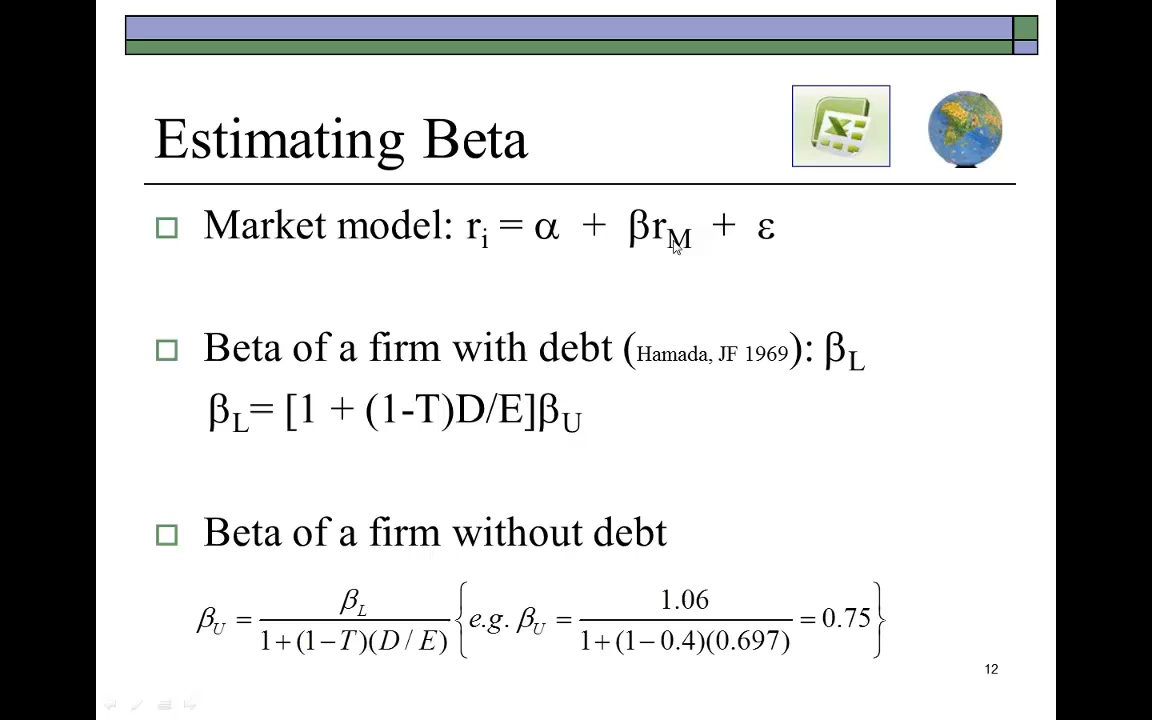 Estimating Beta
Market model: rᵢ = α + βr_M + ε
Beta of a firm with debt (Hamada, JF 1969): β_L
β_L= [1 + (1-T)D/E]β_U
Beta of a firm without debt
β_U = β_L / 1+(1−T)(D/E) {e.g. β_U = 1.06 / 1+(1−0.4)(0.697) = 0.75}
12